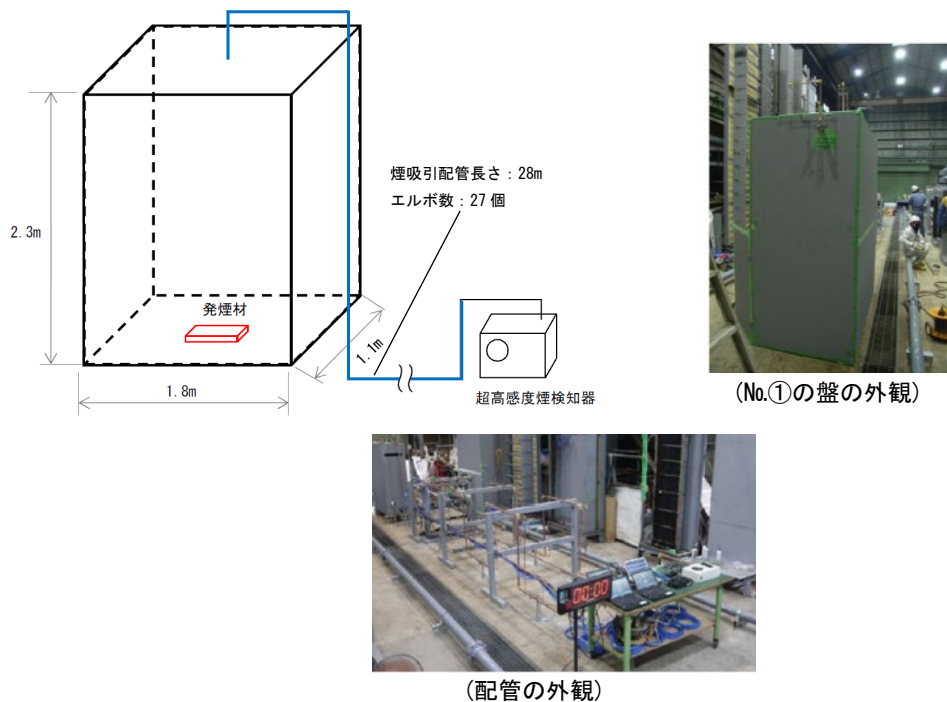 煙吸引配管長さ：28m
エルボ数：27 個
2.3m
発煙材
1.1m
1.8m
超高感度煙検知器
(No.①の盤の外観)
00:00
(配管の外観)